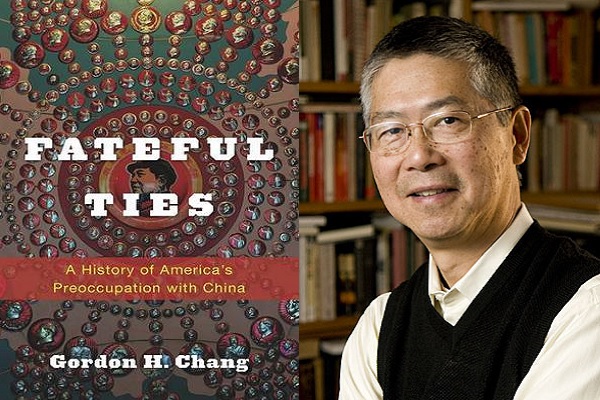 FATEFUL
TIES
A History of America's
Preoccupation with China
Gordon H. Chang